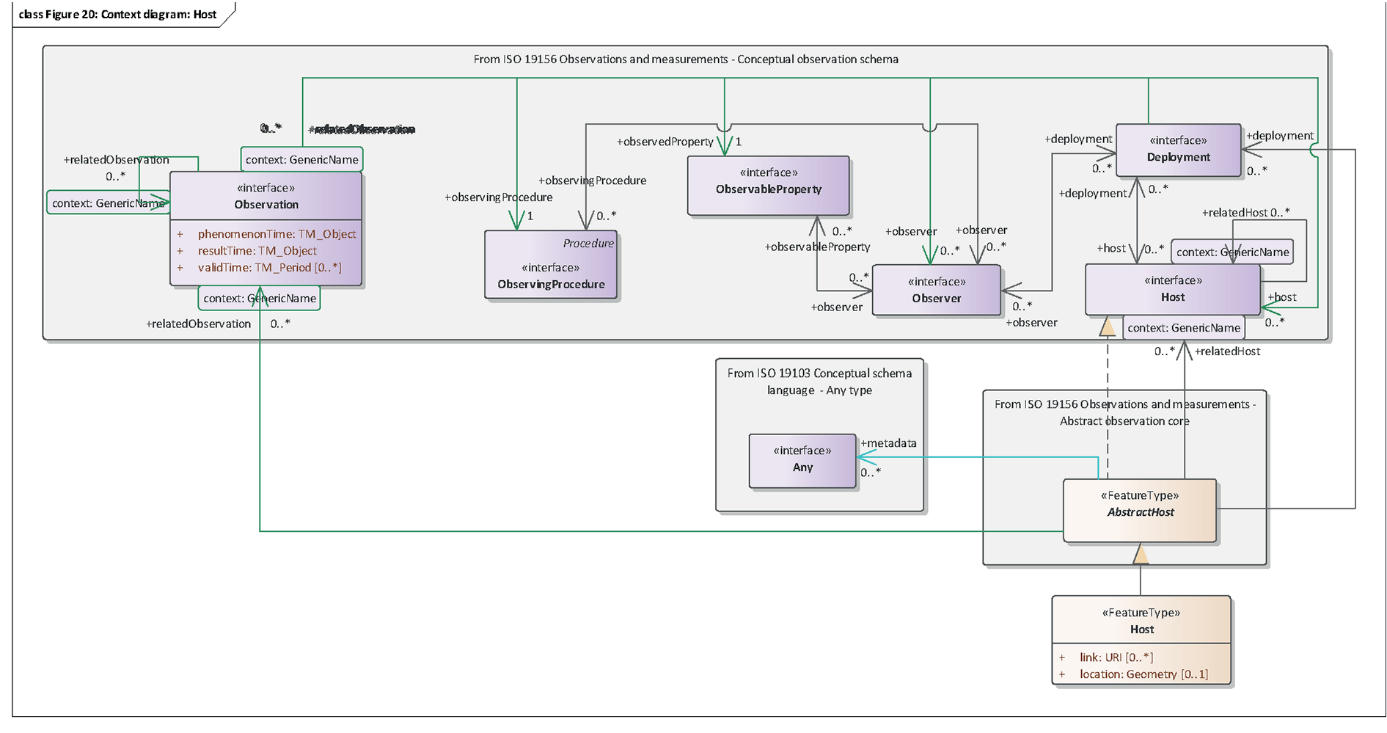 class Figure 20: Context diagram: Host
From ISO 19156 Observations and measurements - Conceptual observation schema
0..*
+relatedObservation
+relatedObservation
0..*
context: GenericName
context: GenericName
«interface»
Observation
+ phenomenonTime: TM_Object
+ resultTime: TM_Object
+ validTime: TM_Period [0..*]
context: GenericName
+relatedObservation
0..*
+observingProcedure
1
+observingProcedure
0..*
Procedure
«interface»
ObservingProcedure
+observedProperty
1
«interface»
ObservableProperty
0..*
+observableProperty
0..*
+observer
+observer
0..*
+observer
0..*
«interface»
Observer
0..*
+observer
+deployment
0..*
«interface»
Deployment
+deployment
0..*
+deployment
0..*
+host
0..*
+relatedHost 0..*
context: GenericName
«interface»
Host
+host
0..*
context: GenericName
0..*
+relatedHost
From ISO 19103 Conceptual schema
language - Any type
«interface»
Any
+metadata
0..*
From ISO 19156 Observations and measurements -
Abstract observation core
«FeatureType»
AbstractHost
«FeatureType»
Host
+ link: URI [0..*]
+ location: Geometry [0..1]